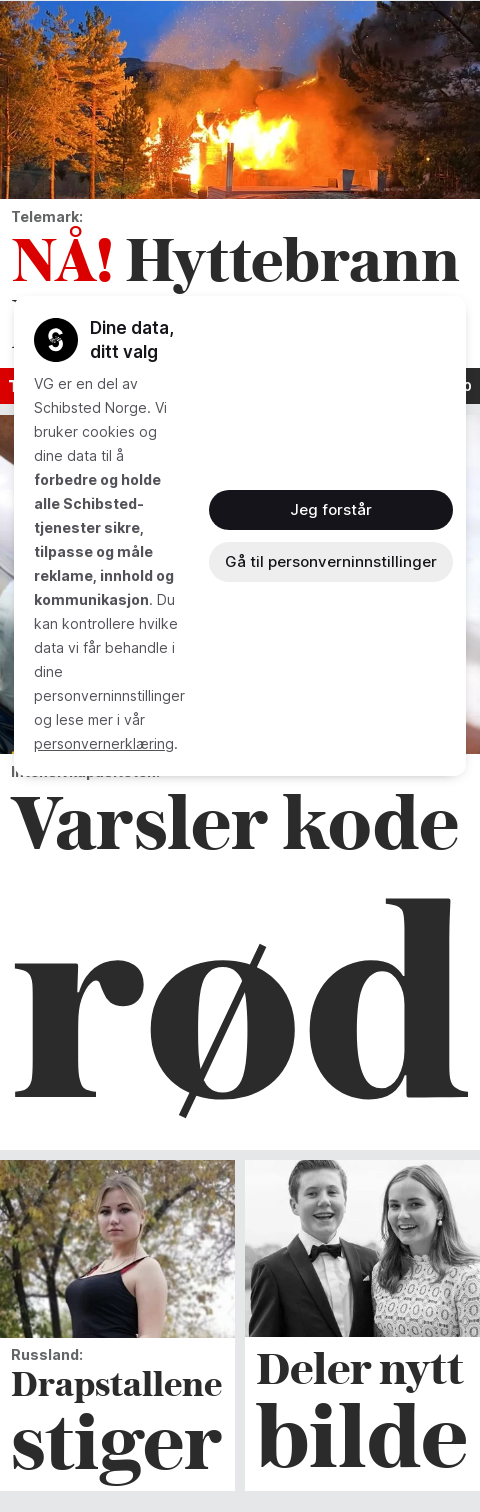 Telemark:
NÅ! Hyttebrann
Dine data,
ditt valg
VG er en del av
Schibsted Norge. Vi
bruker cookies og
dine data til å
forbedre og holde
alle Schibsted-
tjenester sikre,
tilpasse og måle
reklame, innhold og
kommunikasjon. Du
kan kontrollere hvilke
data vi får behandle i
dine
personverninnstillinger
og lese mer i vår
personvernerklæring.
Jeg forstår
Gå til personverninnstillinger
Varsler kode
rød
Russland:
Drapstallene
stiger
Deler nytt
bilde